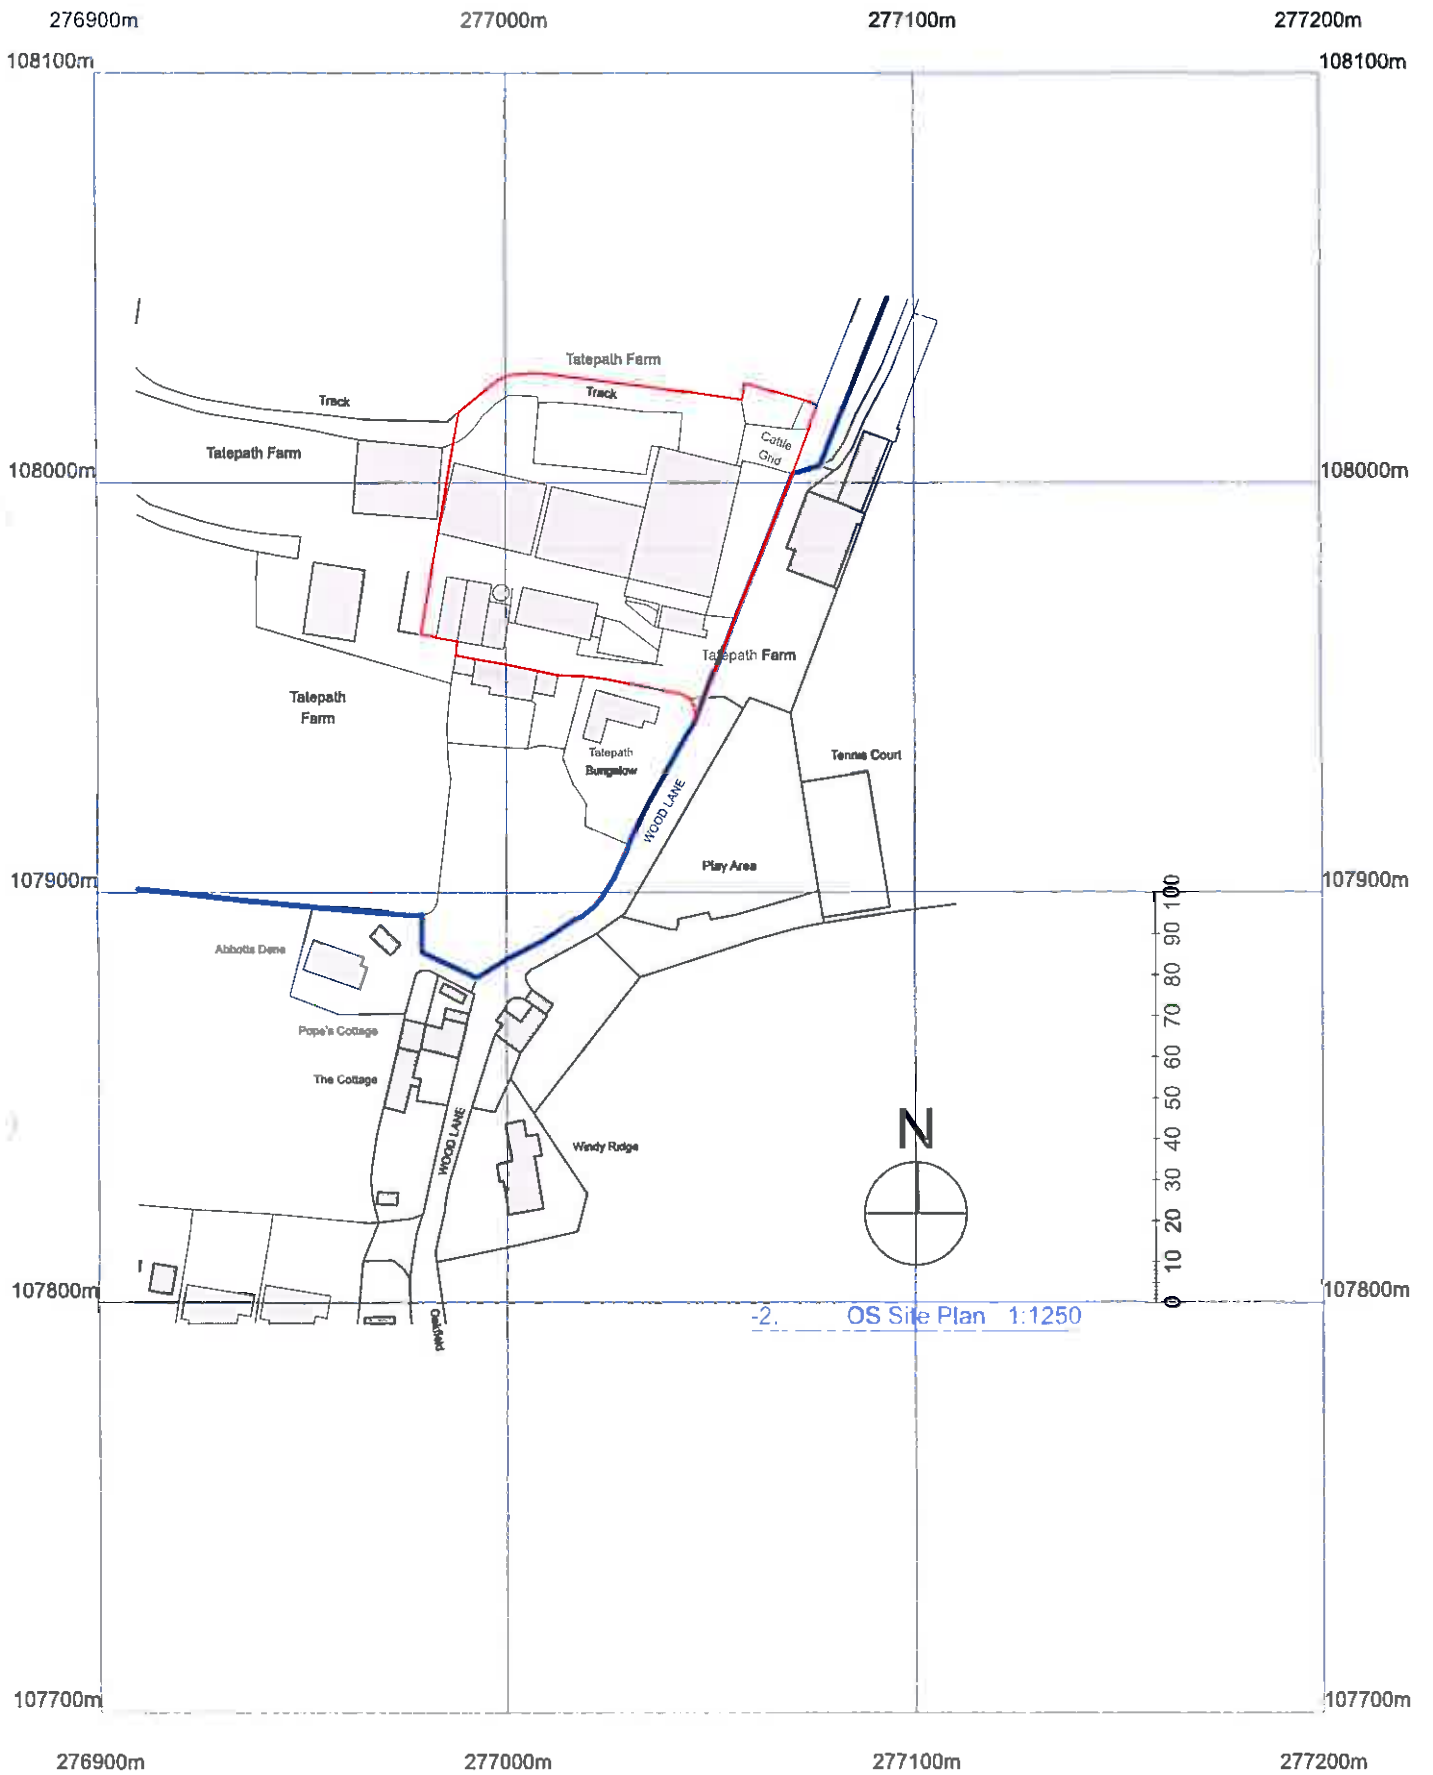 276900m 277000m 277100m 277200m
108100m 108100m
Tatepath Farm
Track
Track
Cattle
Grid
Tatepath Farm
108000m 108000m
Tatepath Farm
Tatepath
Farm
Tatepath
Bungalow
Tennis Court
WOOD LANE
Play Area
107900m 107900m
100
90
80
70
60
50
40
30
20
10
0
Abbotts Dene
Pope's Cottage
The Cottage
WOOD LANE
Windy Ridge
N
107800m 107800m
-2. OS Site Plan 1:1250
Oakfield
107700m 107700m
276900m 277000m 277100m 277200m